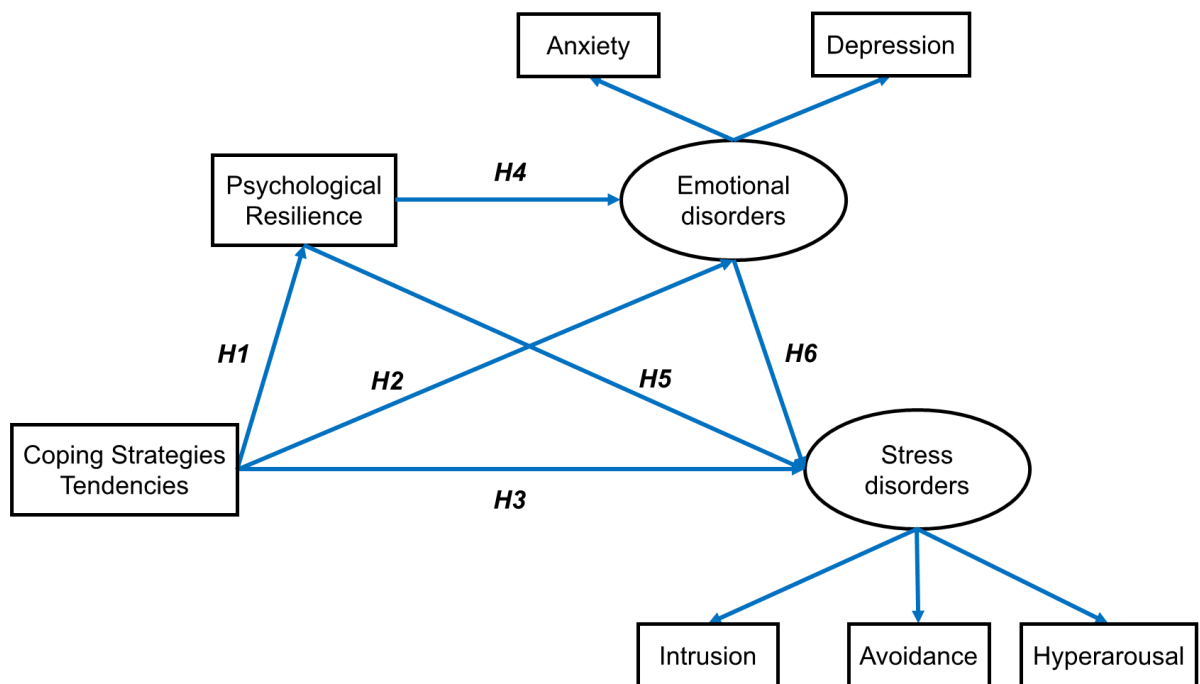 Anxiety
Depression
Psychological
Resilience
H4
Emotional
disorders
H1
H2
H5
H6
Coping Strategies
Tendencies
H3
Stress
disorders
Intrusion
Avoidance
Hyperarousal